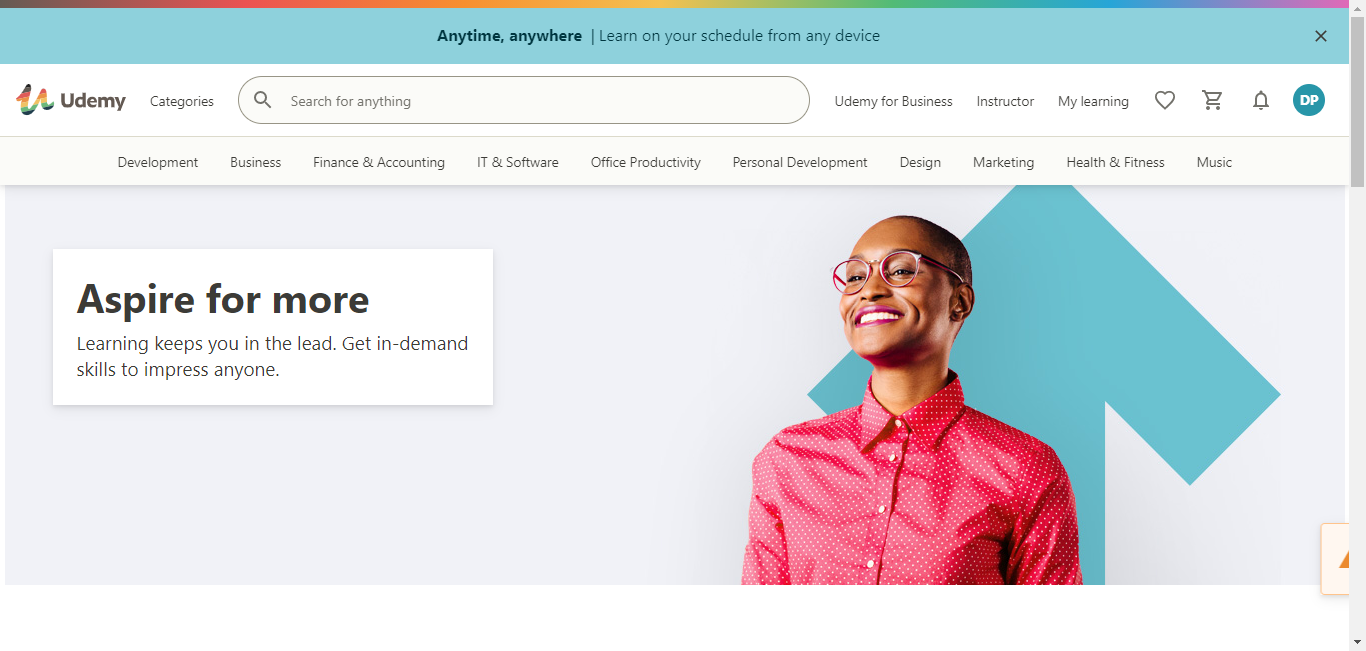 Anytime, anywhere | Learn on your schedule from any device
Udemy Categories Search for anything Udemy for Business Instructor My learning DP
Development Business Finance & Accounting IT & Software Office Productivity Personal Development Design Marketing Health & Fitness Music
Aspire for more
Learning keeps you in the lead. Get in-demand
skills to impress anyone.